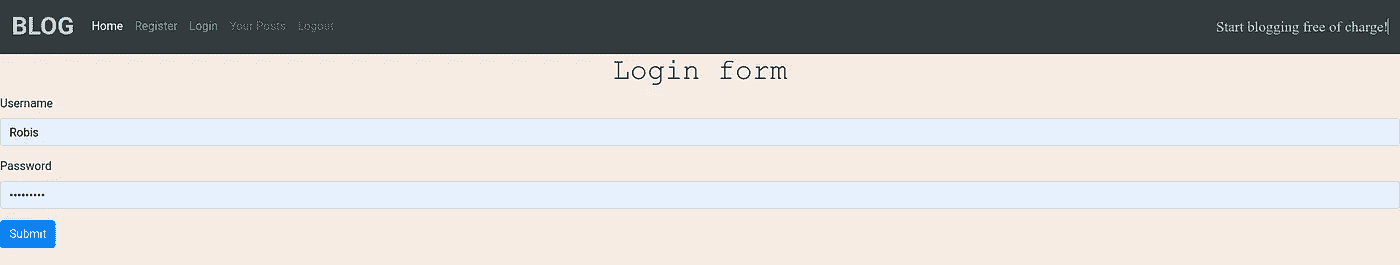 BLOG Home Register Login Your Posts Logout Start blogging free of charge!
Login form
Username
Robis
Password
•••••••••
Submit